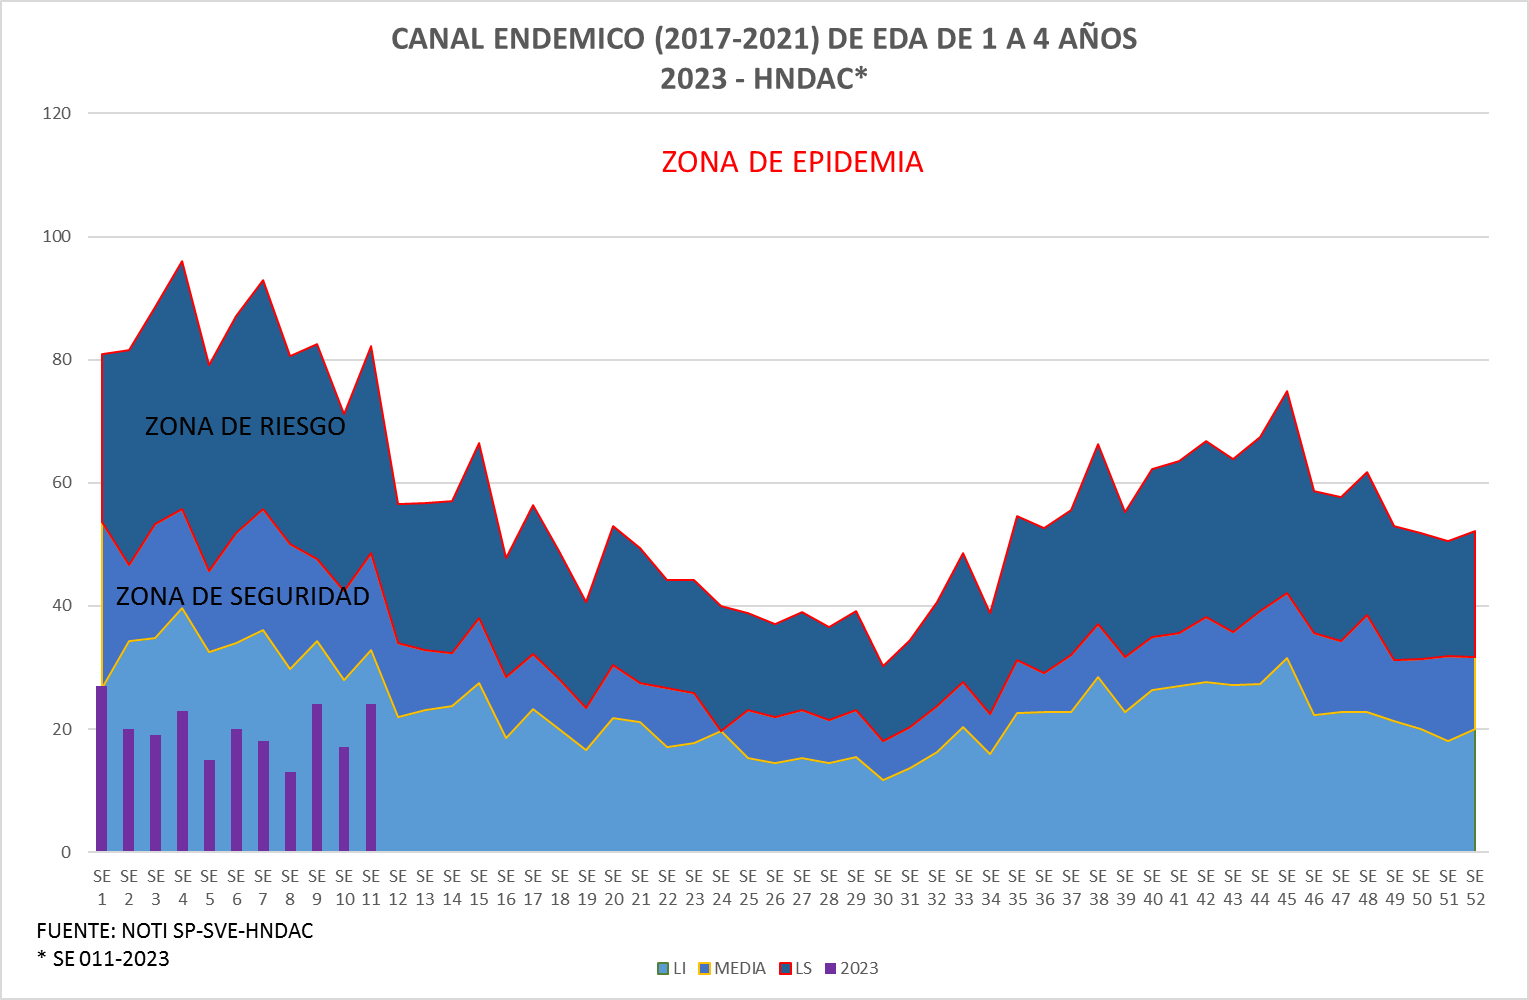 CANAL ENDEMICO (2017-2021) DE EDA DE 1 A 4 AÑOS
2023 - HNDAC*
120
100
80
60
40
20
0
ZONA DE EPIDEMIA
ZONA DE RIESGO
ZONA DE SEGURIDAD
SE SE SE SE SE SE SE SE SE SE SE SE SE SE SE SE SE SE SE SE SE SE SE SE SE SE SE SE SE SE SE SE SE SE SE SE SE SE SE SE SE SE SE SE SE SE SE SE SE SE SE SE
1 2 3 4 5 6 7 8 9 10 11 12 13 14 15 16 17 18 19 20 21 22 23 24 25 26 27 28 29 30 31 32 33 34 35 36 37 38 39 40 41 42 43 44 45 46 47 48 49 50 51 52
FUENTE: NOTI SP-SVE-HNDAC
* SE 011-2023
LI MEDIA LS 2023